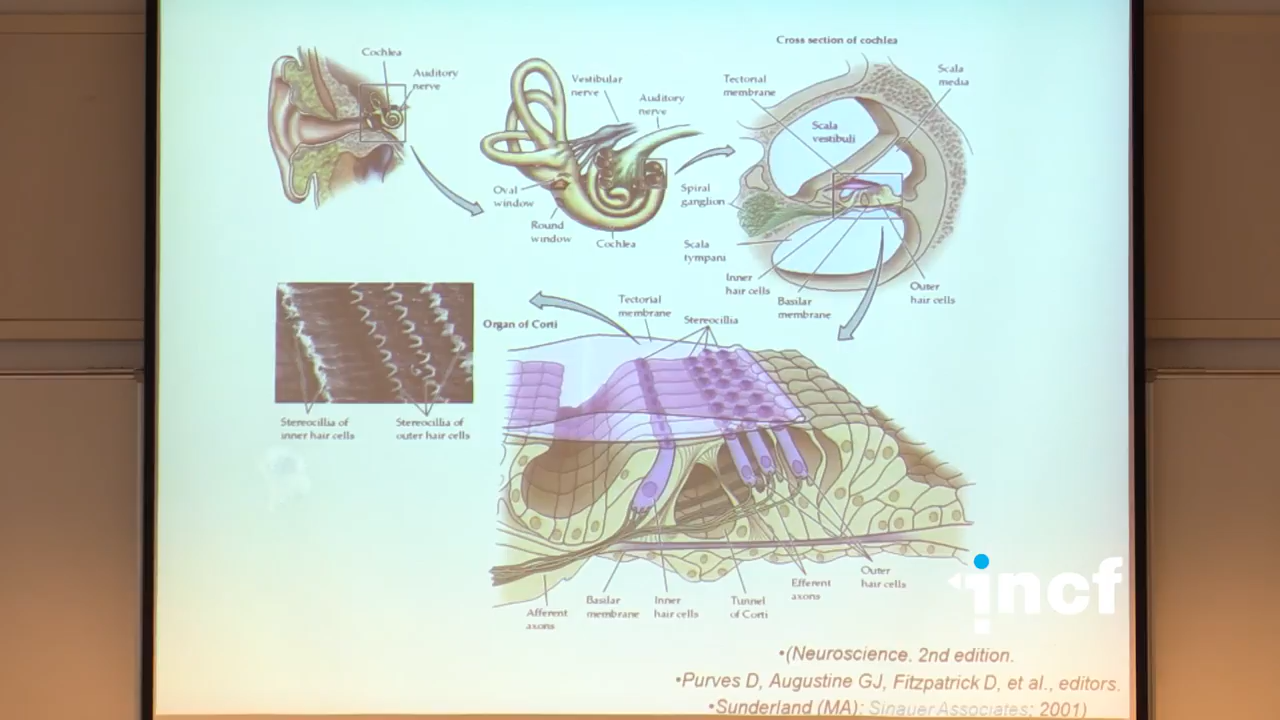 Cochlea
Auditory
nerve
Vestibular
nerve
Auditory
nerve
Oval
window
Round
window
Cochlea
Cross section of cochlea
Tectorial
membrane
Scala
media
Scala
vestibuli
Spiral
ganglion
Scala
tympani
Inner
hair cells
Basilar
membrane
Outer
hair cells
Stereocillia of
inner hair cells
Stereocillia of
outer hair cells
Organ of Corti
Tectorial
membrane
Stereocillia
Afferent
axons
Basilar
membrane
Inner
hair cells
Tunnel
of Corti
Efferent
axons
Outer
hair cells
incf
•(Neuroscience. 2nd edition.
•Purves D, Augustine GJ, Fitzpatrick D, et al., editors.
•Sunderland (MA): Sinauer Associates; 2001)